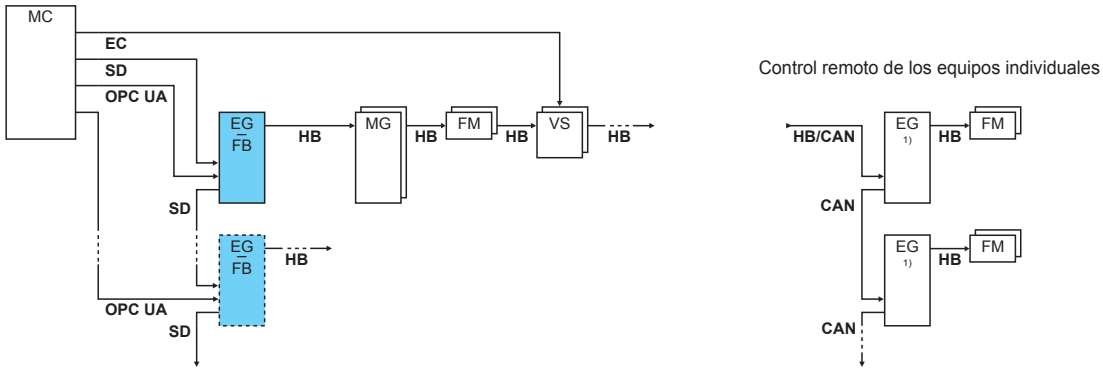 MC
EC
SD
OPC UA
EG
FB
HB
MG
HB
FM
HB
VS
HB
SD
EG
FB
HB
OPC UA
SD
Control remoto de los equipos individuales
HB/CAN
EG
1)
HB
FM
CAN
EG
1)
HB
FM
CAN